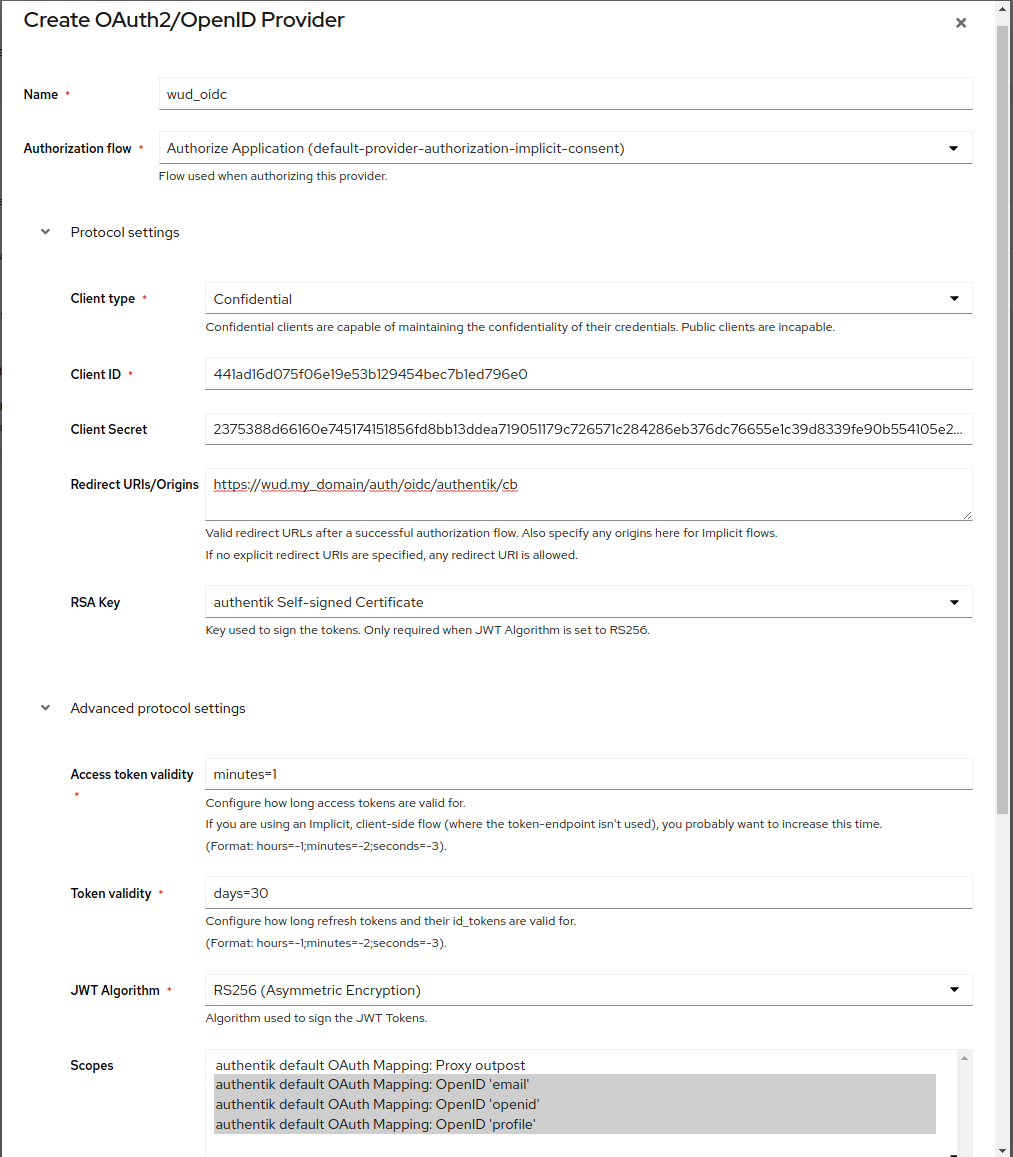 Create OAuth2/OpenID Provider
Name *
wud_oidc
Authorization flow *
Authorize Application (default-provider-authorization-implicit-consent)
Flow used when authorizing this provider.
Protocol settings
Client type *
Confidential
Confidential clients are capable of maintaining the confidentiality of their credentials. Public clients are incapable.
Client ID *
441ad16d075f06e19e53b129454bec7b1ed796e0
Client Secret
2375388d66160e745174151856fd8bb13ddea719051179c726571c284286eb376dc76655e1c39d8339fe90b554105e2...
Redirect URIs/Origins
https://wud.my_domain/auth/oidc/authentik/cb
Valid redirect URLs after a successful authorization flow. Also specify any origins here for Implicit flows.
If no explicit redirect URIs are specified, any redirect URI is allowed.
RSA Key
authentik Self-signed Certificate
Key used to sign the tokens. Only required when JWT Algorithm is set to RS256.
Advanced protocol settings
Access token validity *
minutes=1
Configure how long access tokens are valid for.
If you are using an Implicit, client-side flow (where the token-endpoint isn't used), you probably want to increase this time.
(Format: hours=-1;minutes=-2;seconds=-3).
Token validity *
days=30
Configure how long refresh tokens and their id_tokens are valid for.
(Format: hours=-1;minutes=-2;seconds=-3).
JWT Algorithm *
RS256 (Asymmetric Encryption)
Algorithm used to sign the JWT Tokens.
Scopes
authentik default OAuth Mapping: Proxy outpost
authentik default OAuth Mapping: OpenID 'email'
authentik default OAuth Mapping: OpenID 'openid'
authentik default OAuth Mapping: OpenID 'profile'